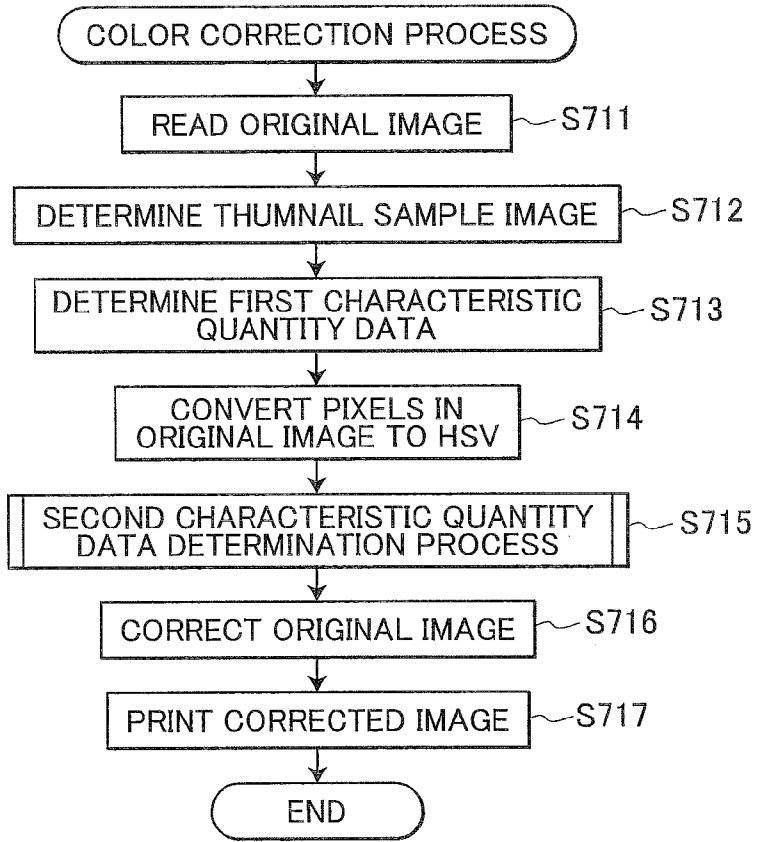 COLOR CORRECTION PROCESS
READ ORIGINAL IMAGE
S711
DETERMINE THUMNAIL SAMPLE IMAGE
S712
DETERMINE FIRST CHARACTERISTIC
QUANTITY DATA
S713
CONVERT PIXELS IN
ORIGINAL IMAGE TO HSV
S714
SECOND CHARACTERISTIC QUANTITY
DATA DETERMINATION PROCESS
S715
CORRECT ORIGINAL IMAGE
S716
PRINT CORRECTED IMAGE
S717
END